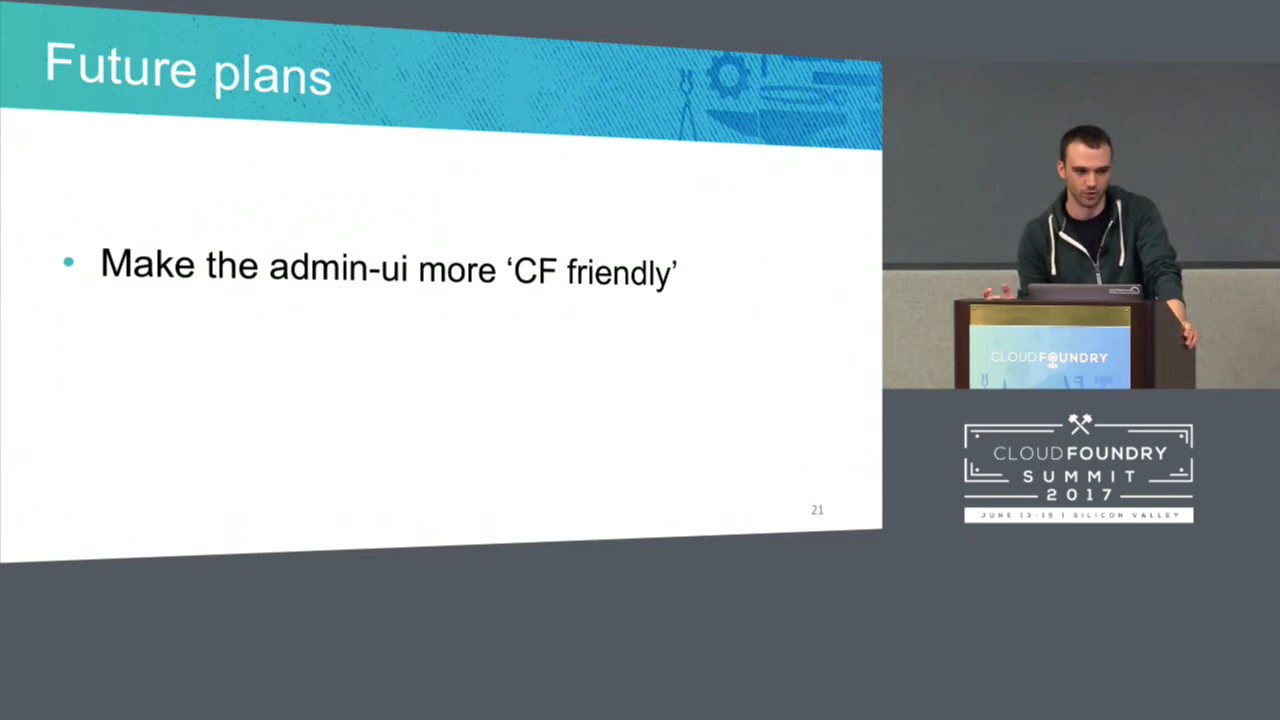 Future plans
• Make the admin-ui more ‘CF friendly’
21
CLOUDFOUNDRY
CLOUDFOUNDRY
SUMMIT
2017
JUNE 13-15 | SILICON VALLEY